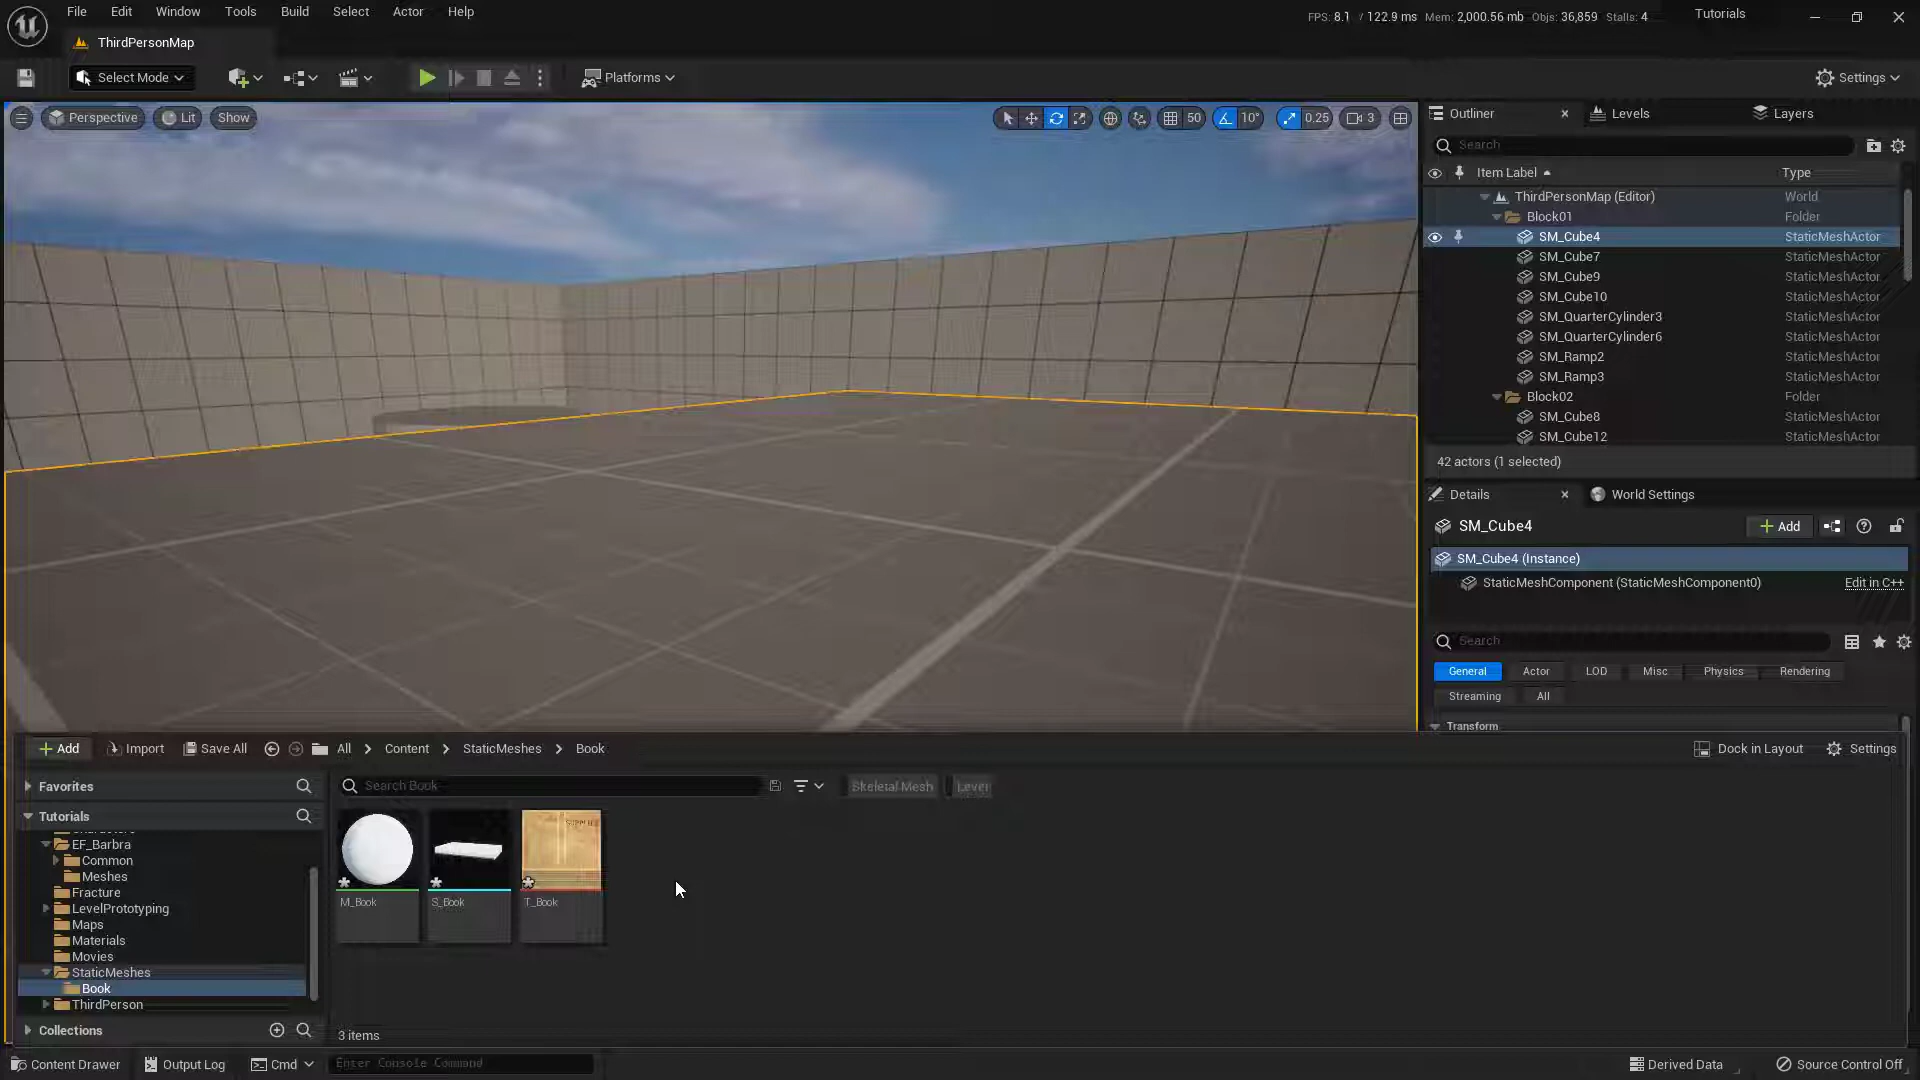 File Edit Window Tools Build Select Actor Help
FPS: 8.1 / 122.9 ms Mem: 2,000.56 mb Objs: 36,859 Stalls: 4
Tutorials
ThirdPersonMap
Select Mode
Platforms
Settings
Perspective Lit Show
50 10° 0.25 3
Outliner Levels Layers
Search
Item Label Type
ThirdPersonMap (Editor) World
Block01 Folder
SM_Cube4 StaticMeshActor
SM_Cube7 StaticMeshActor
SM_Cube9 StaticMeshActor
SM_Cube10 StaticMeshActor
SM_QuarterCylinder3 StaticMeshActor
SM_QuarterCylinder6 StaticMeshActor
SM_Ramp2 StaticMeshActor
SM_Ramp3 StaticMeshActor
Block02 Folder
SM_Cube8 StaticMeshActor
SM_Cube12 StaticMeshActor
42 actors (1 selected)
Details World Settings
SM_Cube4
Add
SM_Cube4 (Instance)
StaticMeshComponent (StaticMeshComponent0) Edit in C++
Search
General Actor LOD Misc Physics Rendering
Streaming All
Transform
Add Import Save All All Content StaticMeshes Book
Dock in Layout Settings
Favorites
Search Book
Skeletal Mesh Level
Tutorials
Characters
EF_Barbra
Common
Meshes
Fracture
LevelPrototyping
Maps
Materials
Movies
StaticMeshes
Book
ThirdPerson
Collections
M_Book S_Book T_Book
3 items
Content Drawer Output Log Cmd Enter Console Command
Derived Data Source Control Off